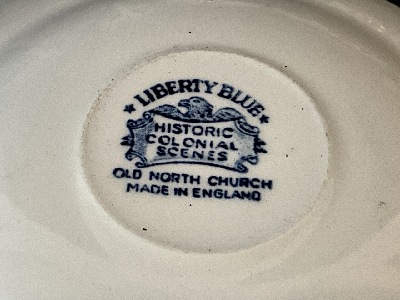 LIBERTY BLUE
HISTORIC
COLONIAL
SCENES
OLD NORTH CHURCH
MADE IN ENGLAND